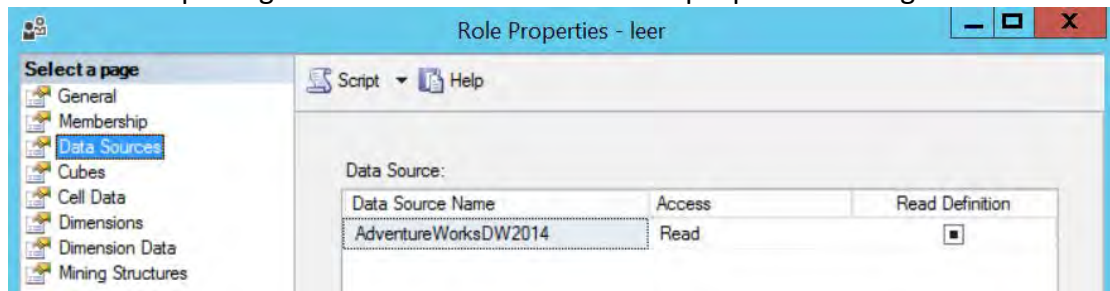 Role Properties - leer
X
Select a page
General
Membership
Data Sources
Cubes
Cell Data
Dimensions
Dimension Data
Mining Structures
Script Help
Data Source:
Data Source Name Access Read Definition
AdventureWorksDW2014 Read